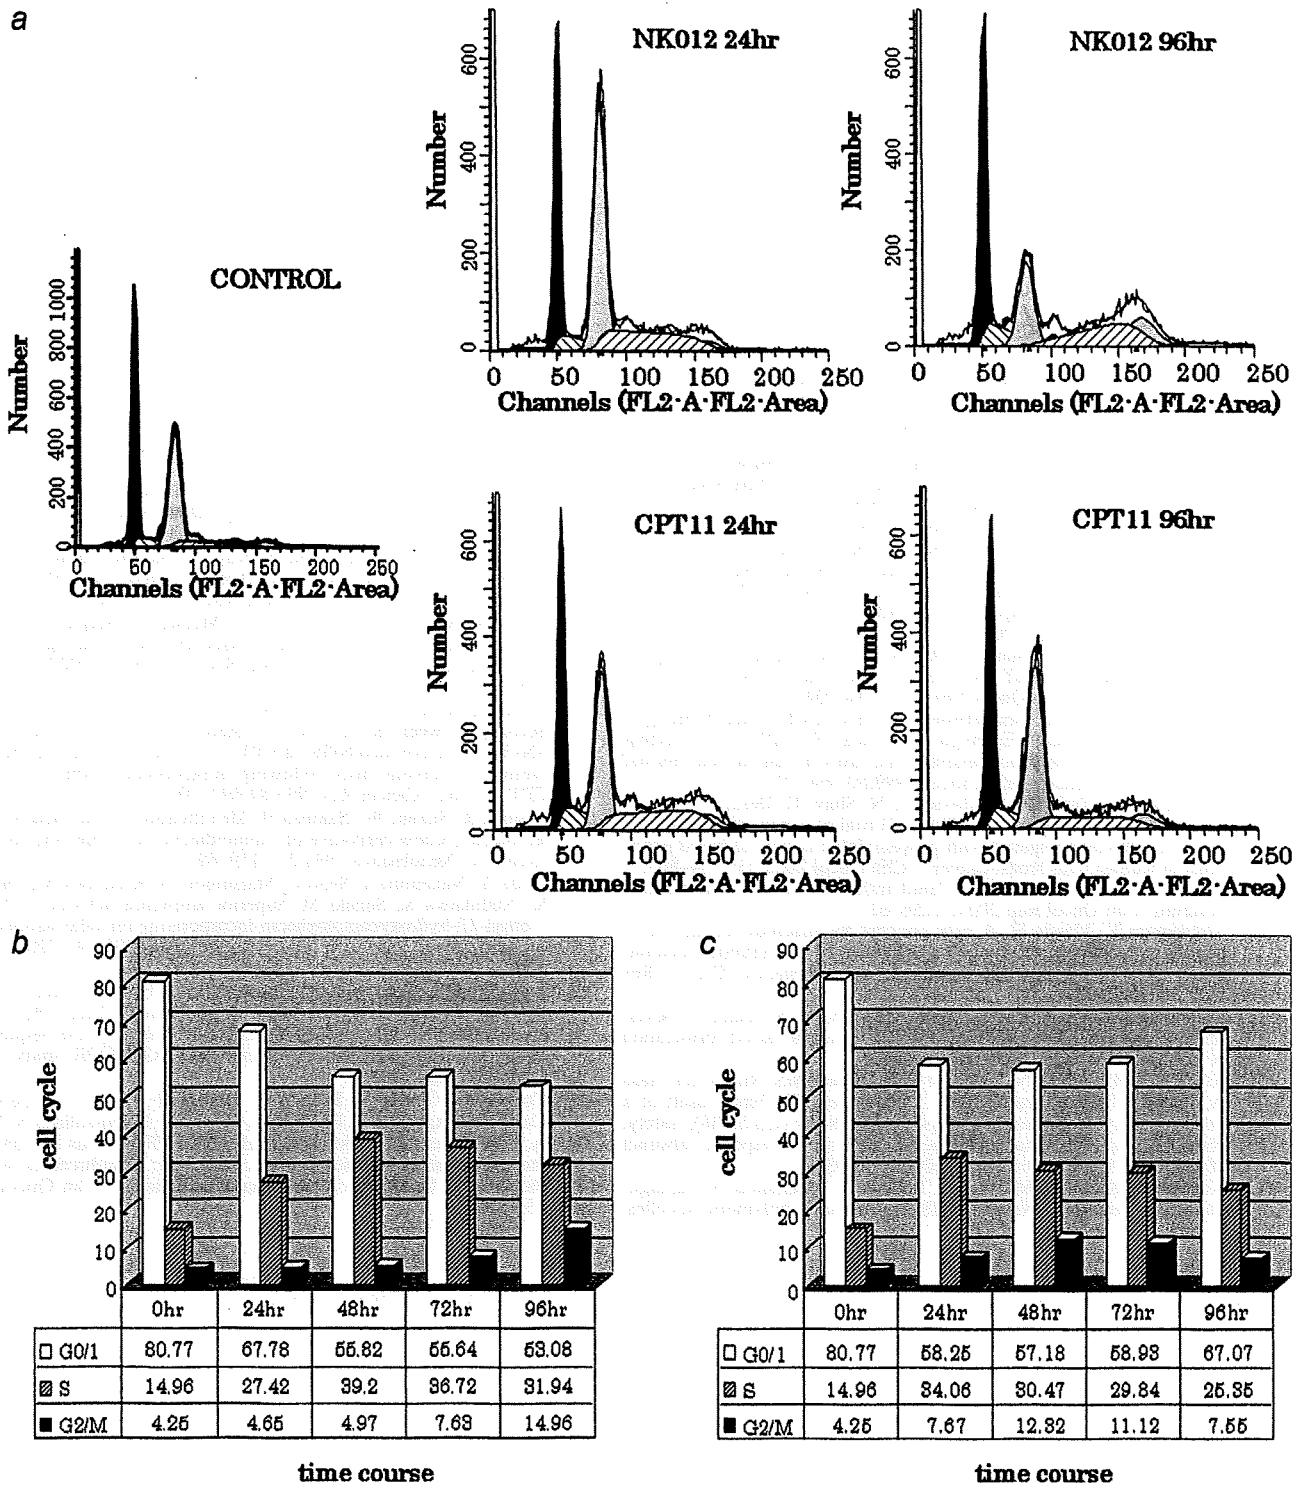 a
NK012 24hr
NK012 96hr
CONTROL
CPT11 24hr
CPT11 96hr
Number
600
400
200
0
0 50 100 150 200 250
Channels (FL2-A-FL2-Area)
Number
600
400
200
0
0 50 100 150 200 250
Channels (FL2-A-FL2-Area)
Number
1000
800
600
400
200
0
0 50 100 150 200 250
Channels (FL2-A-FL2-Area)
Number
600
400
200
0
0 50 100 150 200 250
Channels (FL2-A-FL2-Area)
Number
600
400
200
0
0 50 100 150 200 250
Channels (FL2-A-FL2-Area)
b
cell cycle
90
80
70
60
50
40
30
20
10
0
0hr 24hr 48hr 72hr 96hr
G0/1 80.77 67.78 55.82 55.64 53.08
S 14.96 27.42 39.2 36.72 31.94
G2/M 4.25 4.65 4.97 7.63 14.96
time course
c
cell cycle
90
80
70
60
50
40
30
20
10
0
0hr 24hr 48hr 72hr 96hr
G0/1 80.77 58.25 57.18 58.93 67.07
S 14.96 34.06 30.47 29.84 25.35
G2/M 4.25 7.67 12.32 11.12 7.55
time course